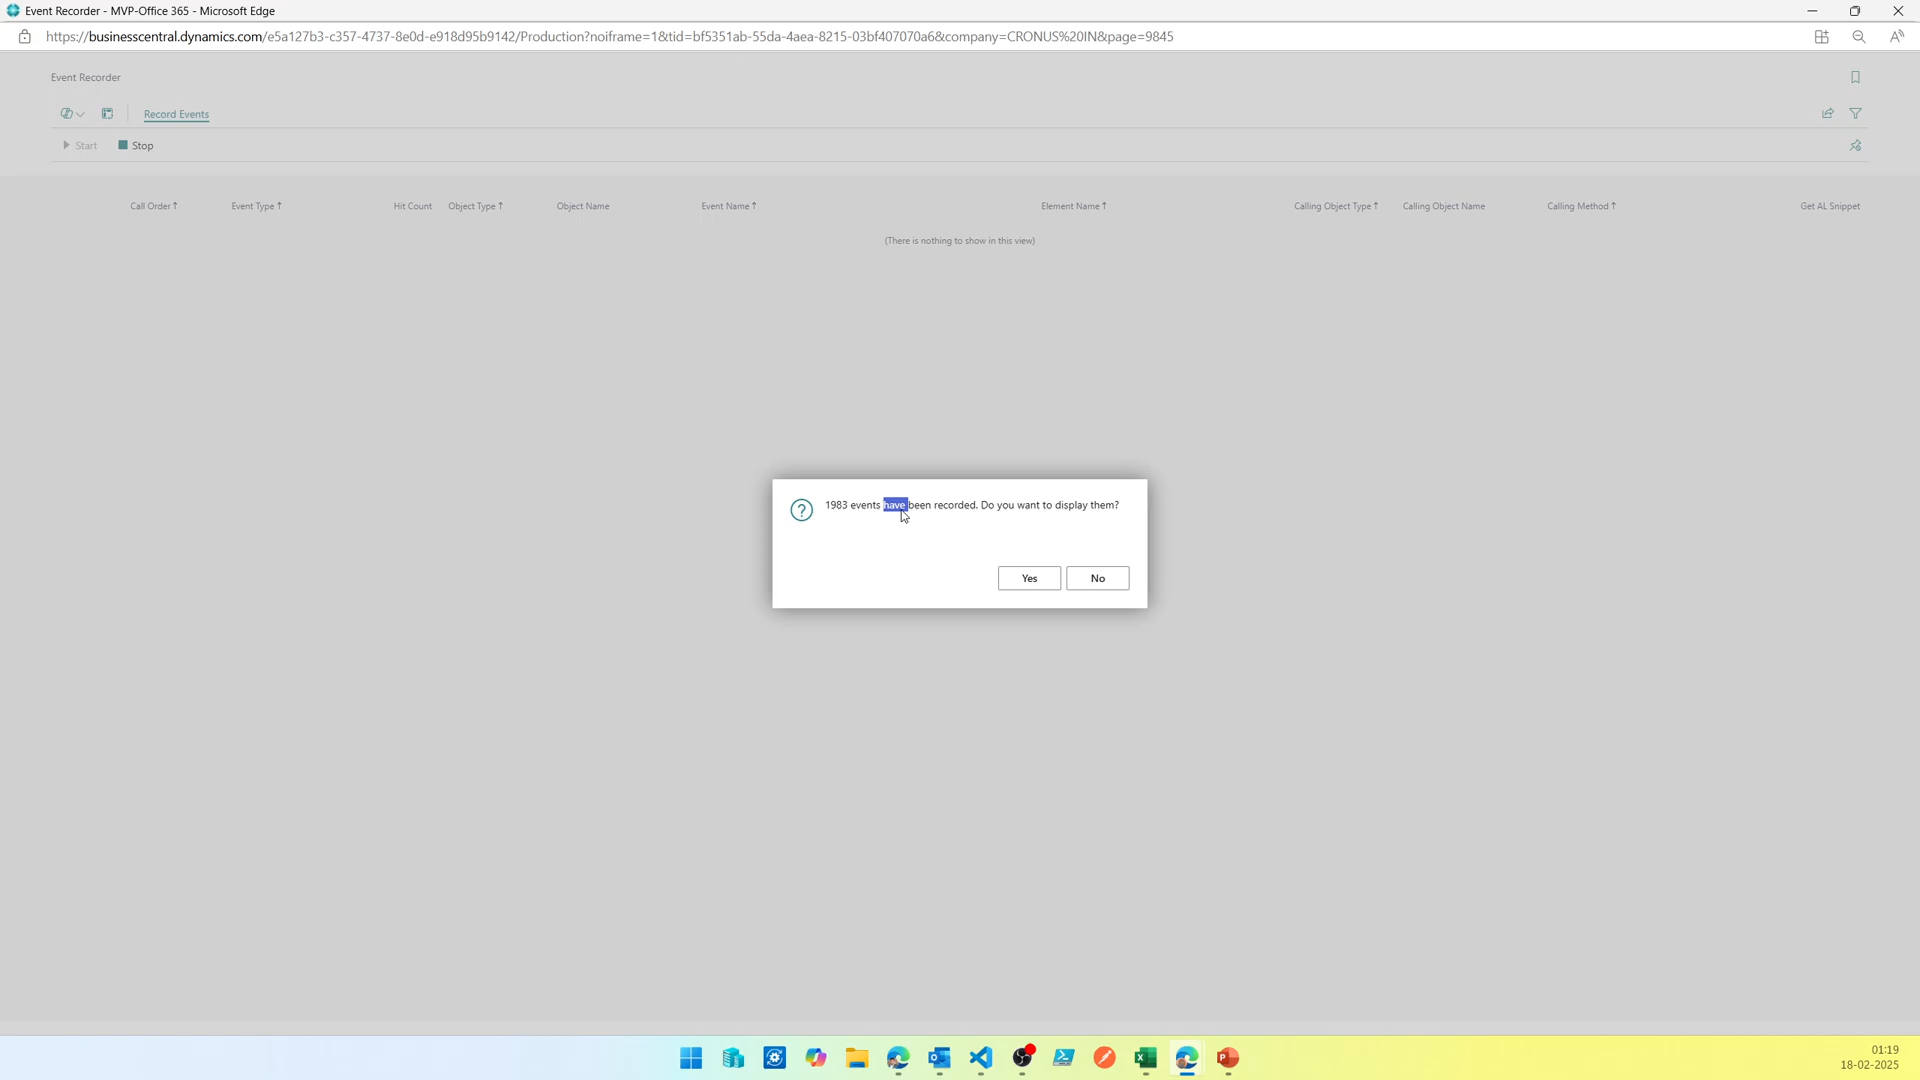 Event Recorder - MVP-Office 365 - Microsoft Edge
https://businesscentral.dynamics.com/e5a127b3-c357-4737-8e0d-e918d95b9142/Production?noiframe=1&tid=bf5351ab-55da-4aea-8215-03bf407070a6&company=CRONUS%20IN&page=9845
Event Recorder
Record Events
Start Stop
Call Order↑ Event Type↑ Hit Count Object Type↑ Object Name Event Name↑ Element Name↑ Calling Object Type↑ Calling Object Name Calling Method↑ Get AL Snippet
(There is nothing to show in this view)
1983 events have been recorded. Do you want to display them?
Yes No
01:19
18-02-2025